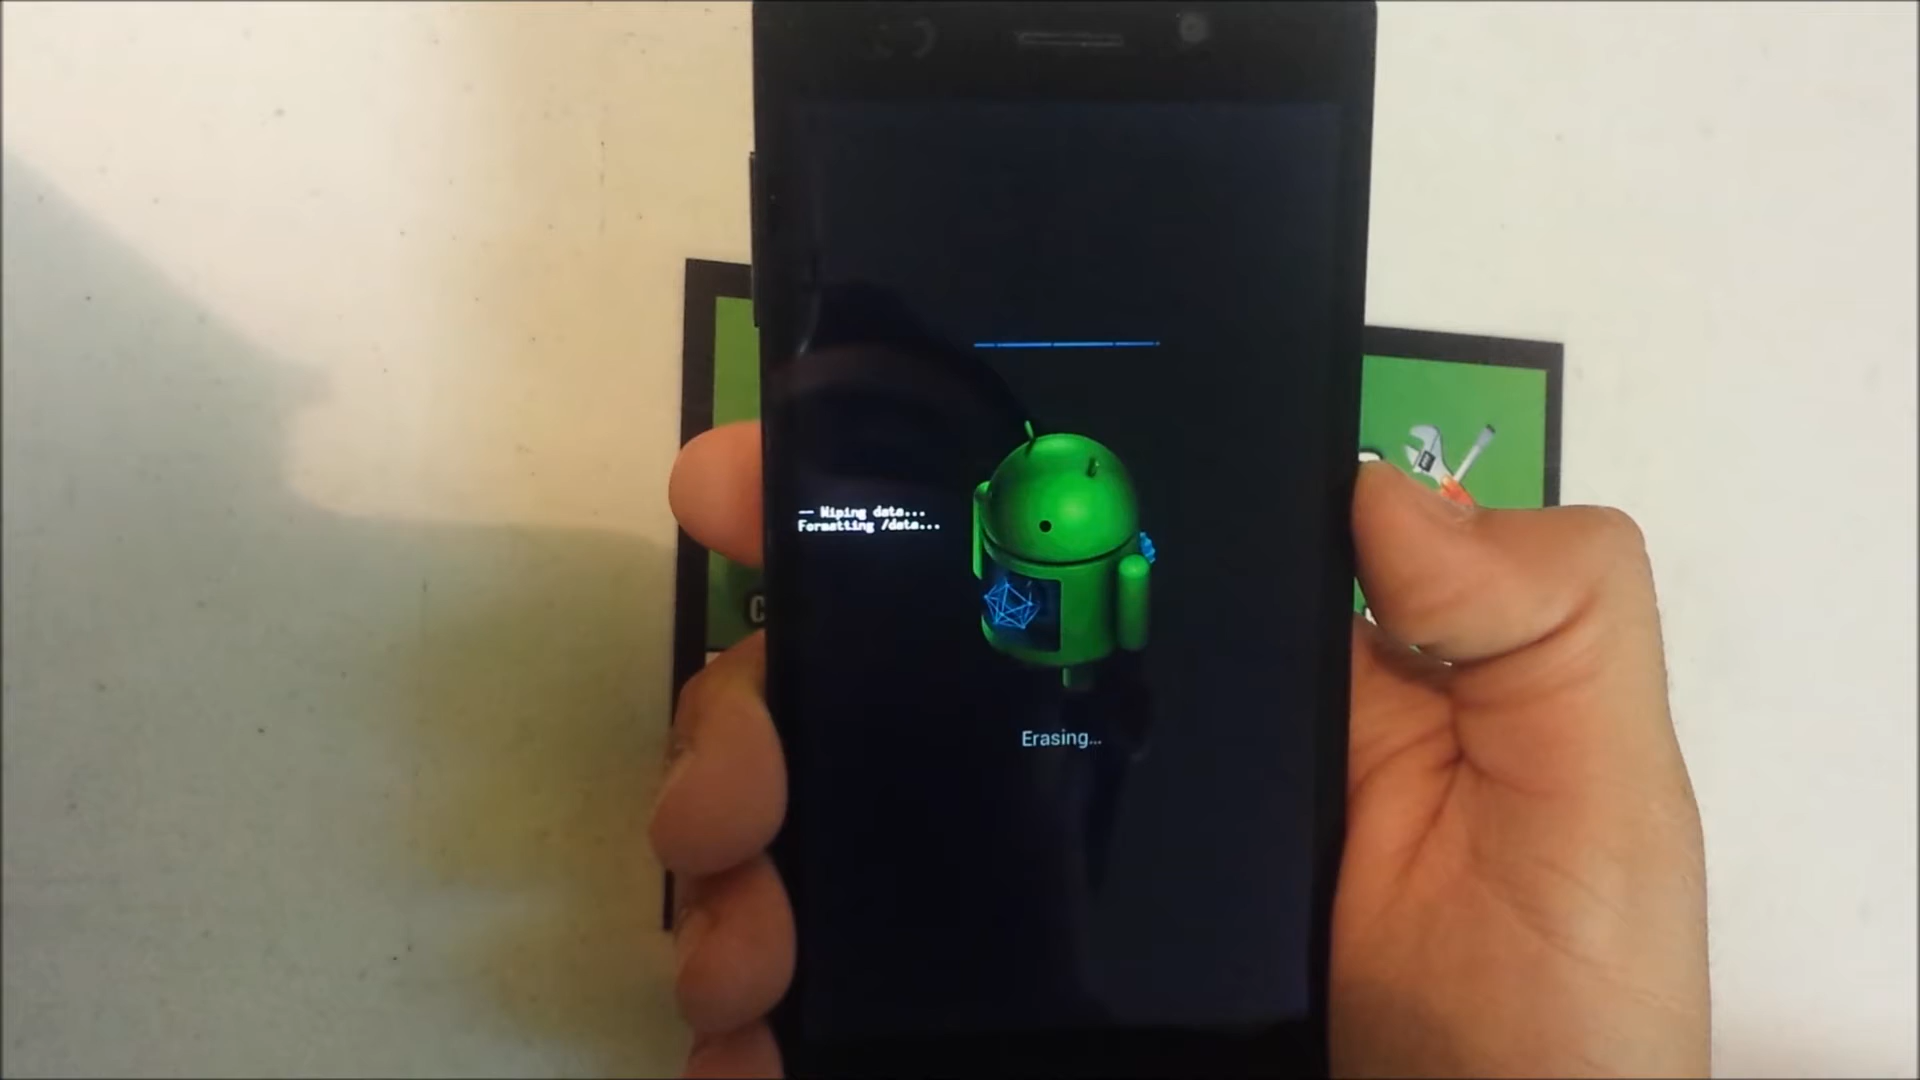 -- Wiping data...
Formatting /data...
Erasing...